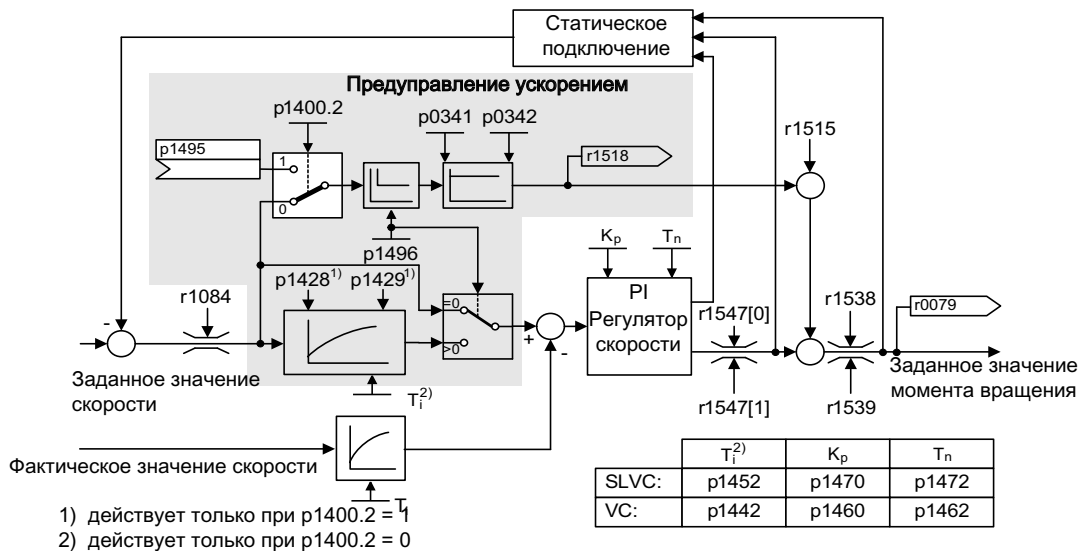 Статическое
подключение
Предуправление ускорением
p1400.2
p0341
p0342
r1515
p1495
1
0
r1518
p1496
Kp
Tn
p1428¹⁾
p1429¹⁾
r1084
=0
>0
PI
Регулятор
скорости
r1547[0]
r1538
r0079
-
+
-
Заданное значение
скорости
Ti²⁾
r1547[1]
r1539
Заданное значение
момента вращения
Фактическое значение скорости
Ti
Ti²⁾ Kp Tn
SLVC: p1452 p1470 p1472
VC: p1442 p1460 p1462
1) действует только при p1400.2 = 1
2) действует только при p1400.2 = 0